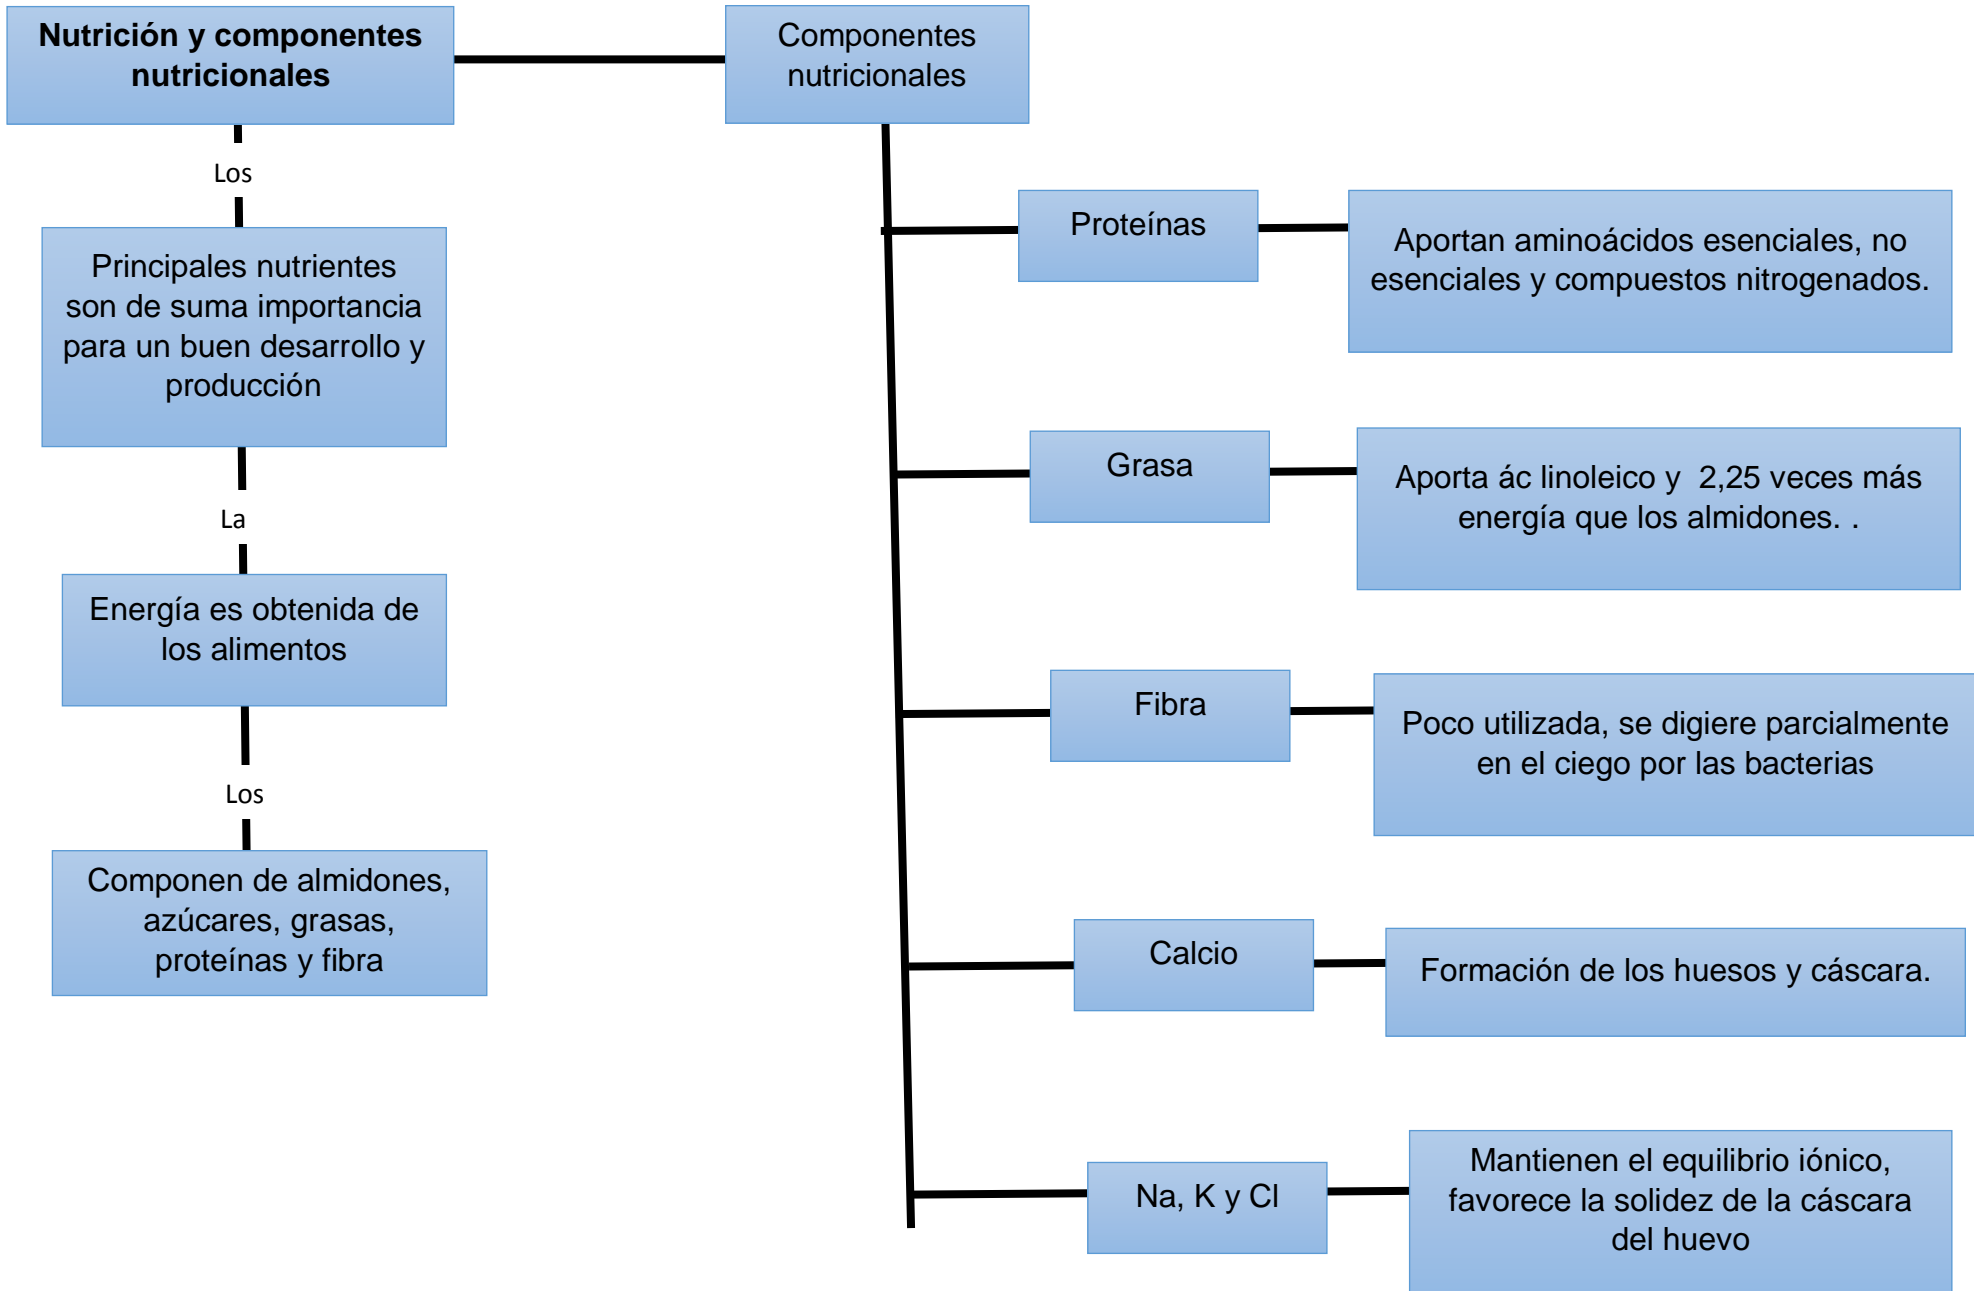 Nutrición y componentes
nutricionales
Componentes
nutricionales
Los
Principales nutrientes
son de suma importancia
para un buen desarrollo y
producción
La
Energía es obtenida de
los alimentos
Los
Componen de almidones,
azúcares, grasas,
proteínas y fibra
Proteínas
Aportan aminoácidos esenciales, no
esenciales y compuestos nitrogenados.
Grasa
Aporta ác linoleico y  2,25 veces más
energía que los almidones. .
Fibra
Poco utilizada, se digiere parcialmente
en el ciego por las bacterias
Calcio
Formación de los huesos y cáscara.
Na, K y Cl
Mantienen el equilibrio iónico,
favorece la solidez de la cáscara
del huevo